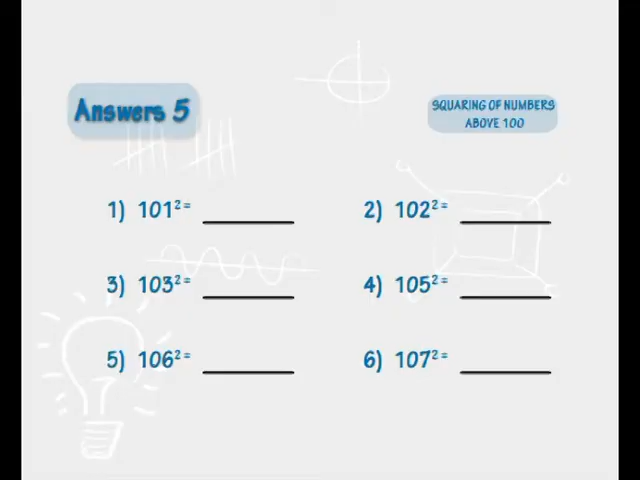 Answers 5
SQUARING OF NUMBERS
ABOVE 100
1) 101²= ________
2) 102²= ________
3) 103²= ________
4) 105²= ________
5) 106²= ________
6) 107²= ________